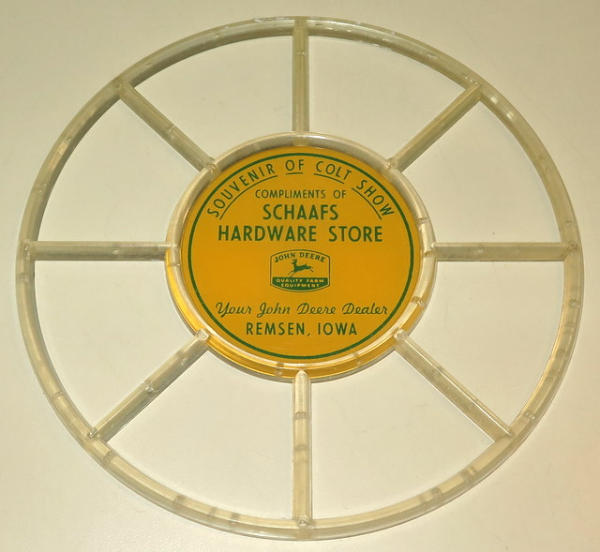 SOUVENIR OF COLT SHOW
COMPLIMENTS OF
SCHAAFS
HARDWARE STORE
JOHN DEERE
QUALITY FARM
EQUIPMENT
Your John Deere Dealer
REMSEN, IOWA